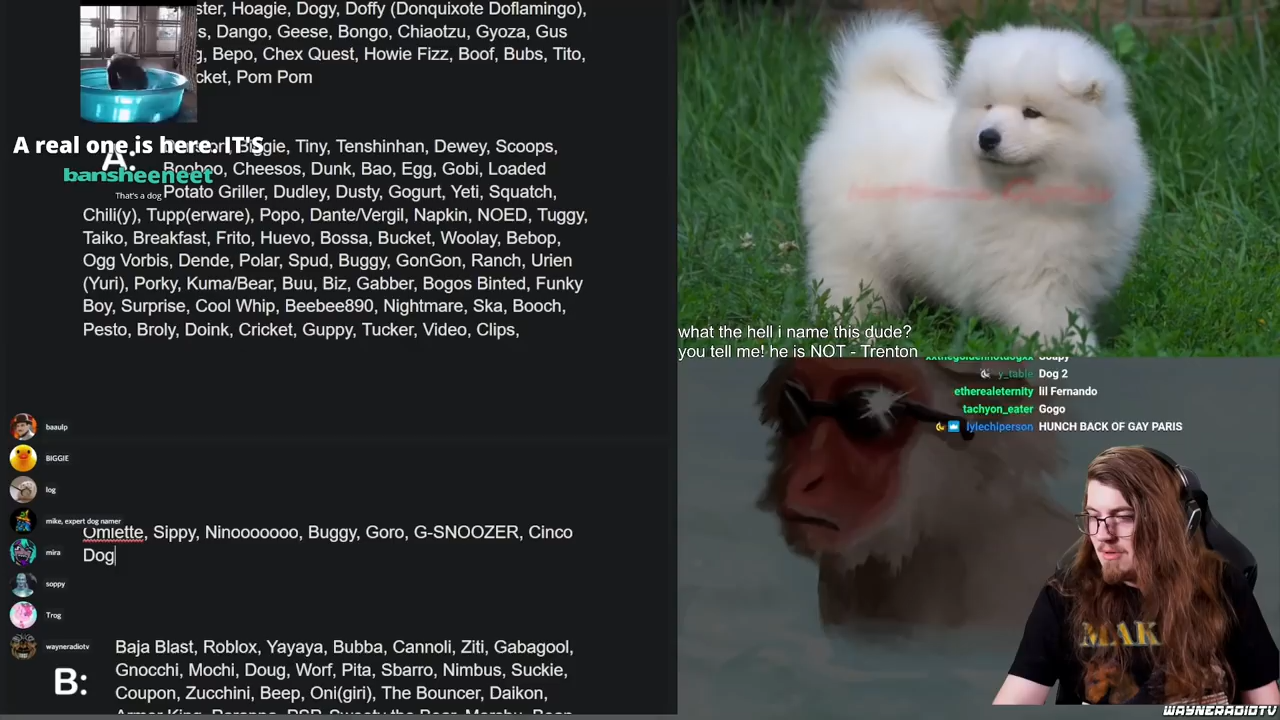 ster, Hoagie, Dogy, Doffy (Donquixote Doflamingo),
s, Dango, Geese, Bongo, Chiaotzu, Gyoza, Gus
g, Bepo, Chex Quest, Howie Fizz, Boof, Bubs, Tito,
cket, Pom Pom
A real one is here. IT'S
bansheeneet
That's a dog
A:
Biggie, Tiny, Tenshinhan, Dewey, Scoops,
Booboo, Cheesos, Dunk, Bao, Egg, Gobi, Loaded
Potato Griller, Dudley, Dusty, Gogurt, Yeti, Squatch,
Chili(y), Tupp(erware), Popo, Dante/Vergil, Napkin, NOED, Tuggy,
Taiko, Breakfast, Frito, Huevo, Bossa, Bucket, Woolay, Bebop,
Ogg Vorbis, Dende, Polar, Spud, Buggy, GonGon, Ranch, Urien
(Yuri), Porky, Kuma/Bear, Buu, Biz, Gabber, Bogos Binted, Funky
Boy, Surprise, Cool Whip, Beebee890, Nightmare, Ska, Booch,
Pesto, Broly, Doink, Cricket, Guppy, Tucker, Video, Clips,
baaulp
BIGGIE
log
mike, expert dog namer
mira
soppy
Trog
wayneradiotv
Omlette, Sippy, Ninooooooo, Buggy, Goro, G-SNOOZER, Cinco
Dog
B:
Baja Blast, Roblox, Yayaya, Bubba, Cannoli, Ziti, Gabagool,
Gnocchi, Mochi, Doug, Worf, Pita, Sbarro, Nimbus, Suckie,
Coupon, Zucchini, Beep, Oni(giri), The Bouncer, Daikon,
what the hell i name this dude?
you tell me! he is NOT - Trenton
Soapy
y_table Dog 2
etherealeternity lil Fernando
tachyon_eater Gogo
lylechiperson HUNCH BACK OF GAY PARIS
MAK
WAYNERADIOTV